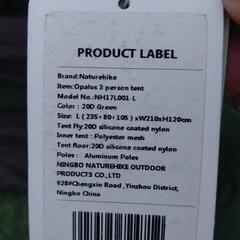 PRODUCT LABEL
Brand:Naturehike
Item:Opalus 3 person tent
Model No.:NH17L001-L
Color : 20D Green
Size: L ( 235+80+105 ) xW210xH120cm
Tent Fly:20D silicone coated nylon
Inner tent : Polyester mesh
Tent floor:20D silicone coated nylon
Poles : Aluminum Poles
NINGBO NATUREHIKE OUTDOOR
PRODUCTS CO.,LTD
928#Chengxin Road ,Yinzhou District,
Ningbo China